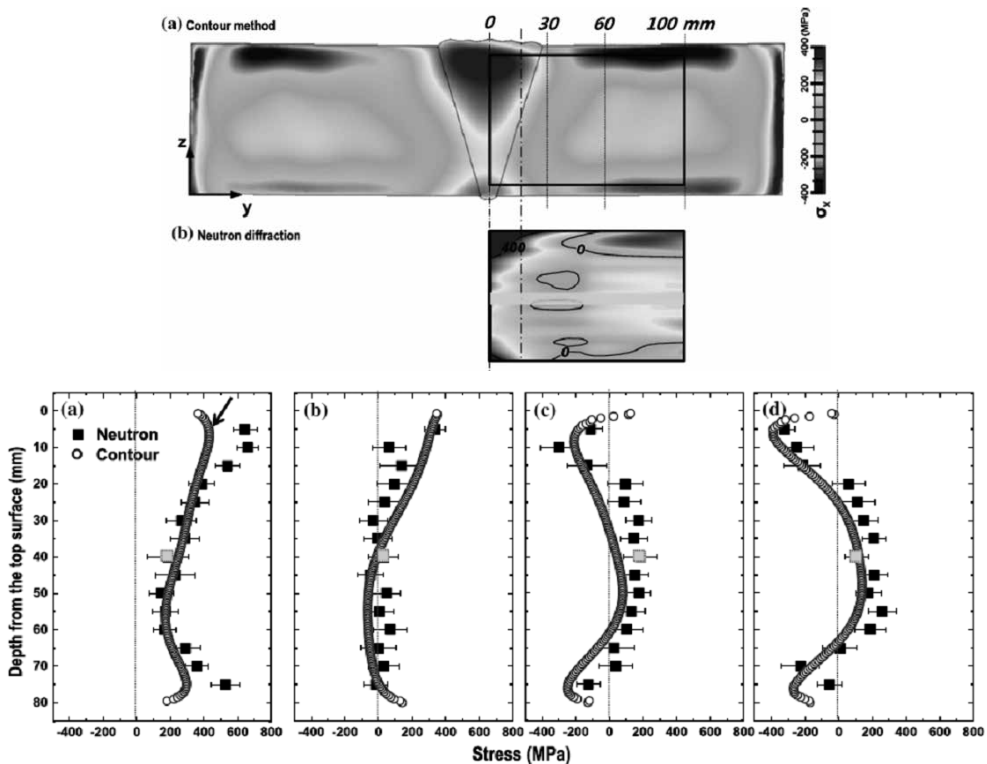 (a) Contour method
0 30 60 100 mm
400 (MPa)
200
0
-200
-400
σx
z
y
(b) Neutron diffraction
400
0
0
(a) (b) (c) (d)
Neutron
Contour
Depth from the top surface (mm)
0
10
20
30
40
50
60
70
80
-400 -200 0 200 400 600 800
-400 -200 0 200 400 600 800
-400 -200 0 200 400 600 800
-400 -200 0 200 400 600 800
Stress (MPa)